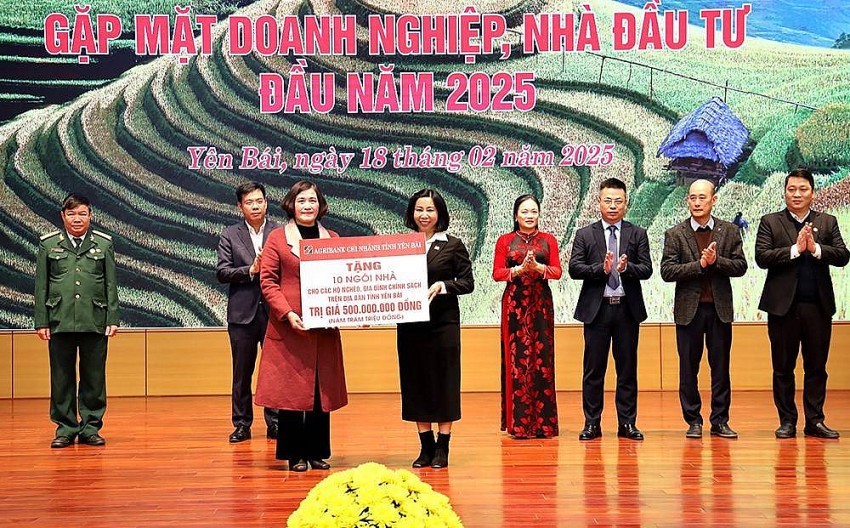 GẶP MẶT DOANH NGHIỆP, NHÀ ĐẦU TƯ
ĐẦU NĂM 2025
Yên Bái, ngày 18 tháng 02 năm 2025
AGRIBANK CHI NHÁNH TỈNH YÊN BÁI
TẶNG
10 NGÔI NHÀ
CHO CÁC HỘ NGHÈO, GIA ĐÌNH CHÍNH SÁCH
TRÊN ĐỊA BÀN TỈNH YÊN BÁI
TRỊ GIÁ 500.000.000 ĐỒNG
(NĂM TRĂM TRIỆU ĐỒNG)